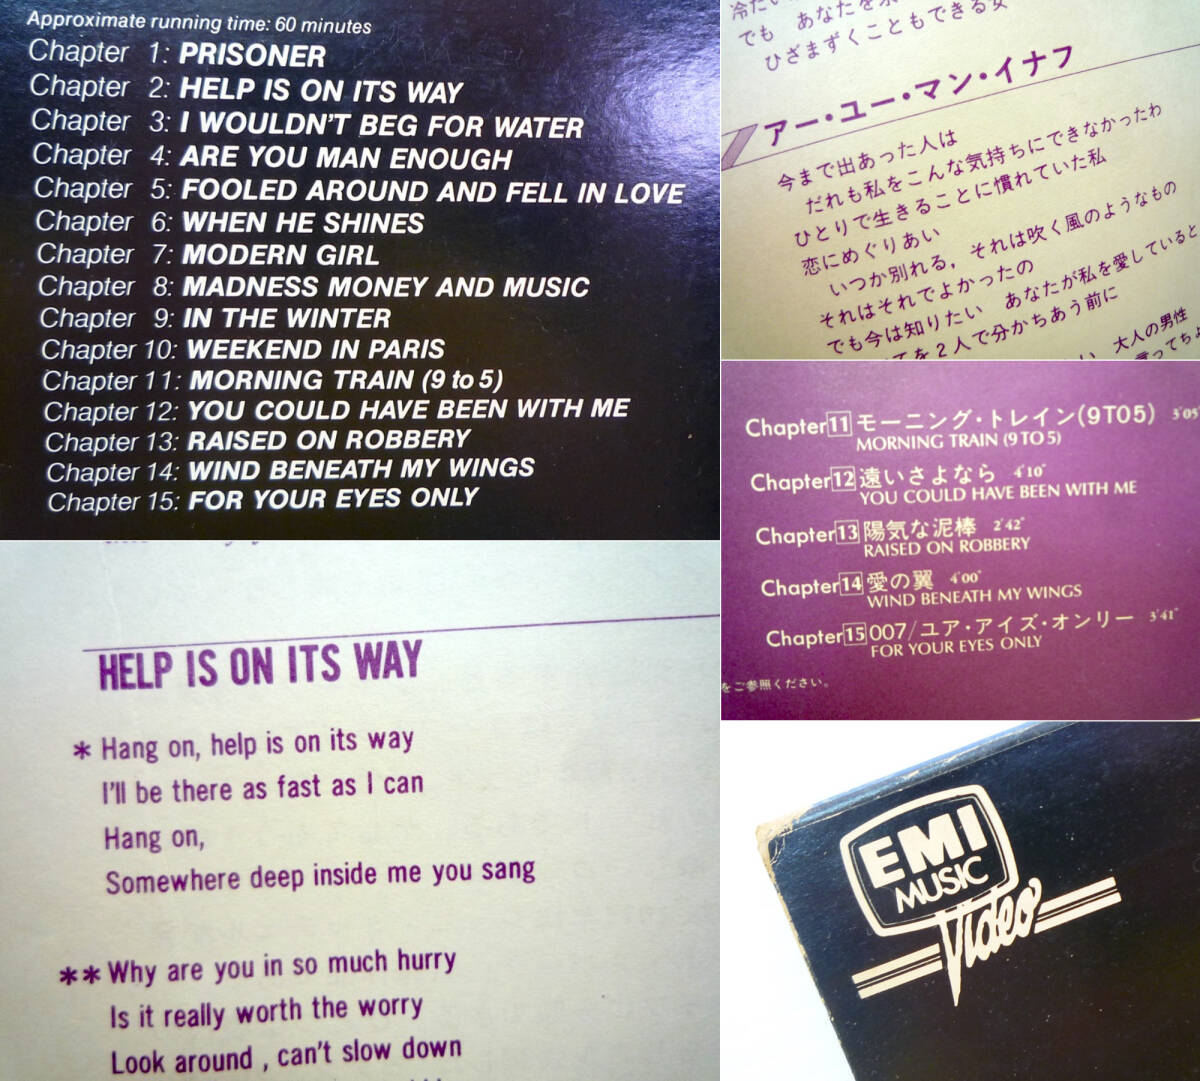 Approximate running time: 60 minutes
Chapter 1: PRISONER
Chapter 2: HELP IS ON ITS WAY
Chapter 3: I WOULDN'T BEG FOR WATER
Chapter 4: ARE YOU MAN ENOUGH
Chapter 5: FOOLED AROUND AND FELL IN LOVE
Chapter 6: WHEN HE SHINES
Chapter 7: MODERN GIRL
Chapter 8: MADNESS MONEY AND MUSIC
Chapter 9: IN THE WINTER
Chapter 10: WEEKEND IN PARIS
Chapter 11: MORNING TRAIN (9 to 5)
Chapter 12: YOU COULD HAVE BEEN WITH ME
Chapter 13: RAISED ON ROBBERY
Chapter 14: WIND BENEATH MY WINGS
Chapter 15: FOR YOUR EYES ONLY
でも あなたを
ひざまずくこともできる女
アー・ユー・マン・イナフ
今まで出あった人は
だれも私をこんな気持ちにできなかったわ
ひとりで生きることに慣れていた私
恋にめぐりあい
いつか別れる，それは吹く風のようなもの
それはそれでよかったの
でも今は知りたい あなたが私を愛していると
てを2人で分かちあう前に
い 大人の男性
言ってちょ
Chapter 11 モーニング・トレイン(9TO5) 3'05"
MORNING TRAIN (9 TO 5)
Chapter 12 遠いさよなら 4'10"
YOU COULD HAVE BEEN WITH ME
Chapter 13 陽気な泥棒 2'42"
RAISED ON ROBBERY
Chapter 14 愛の翼 4'00"
WIND BENEATH MY WINGS
Chapter 15 007/ユア・アイズ・オンリー 3'41"
FOR YOUR EYES ONLY
をご参照ください。
HELP IS ON ITS WAY
* Hang on, help is on its way
I'll be there as fast as I can
Hang on,
Somewhere deep inside me you sang
** Why are you in so much hurry
Is it really worth the worry
Look around , can't slow down
EMI
MUSIC
Video